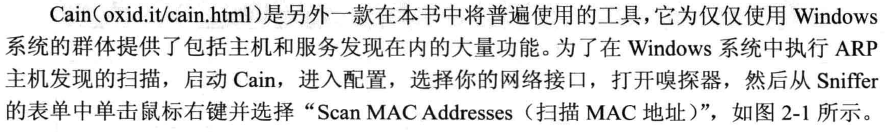 Cain(oxid.it/cain.html)是另外一款在本书中将普遍使用的工具,它为仅仅使用 Windows
系统的群体提供了包括主机和服务发现在内的大量功能。为了在 Windows 系统中执行 ARP
主机发现的扫描，启动 Cain，进入配置，选择你的网络接口，打开嗅探器，然后从 Sniffer
的表单中单击鼠标右键并选择“Scan MAC Addresses（扫描 MAC 地址）”，如图 2-1 所示。